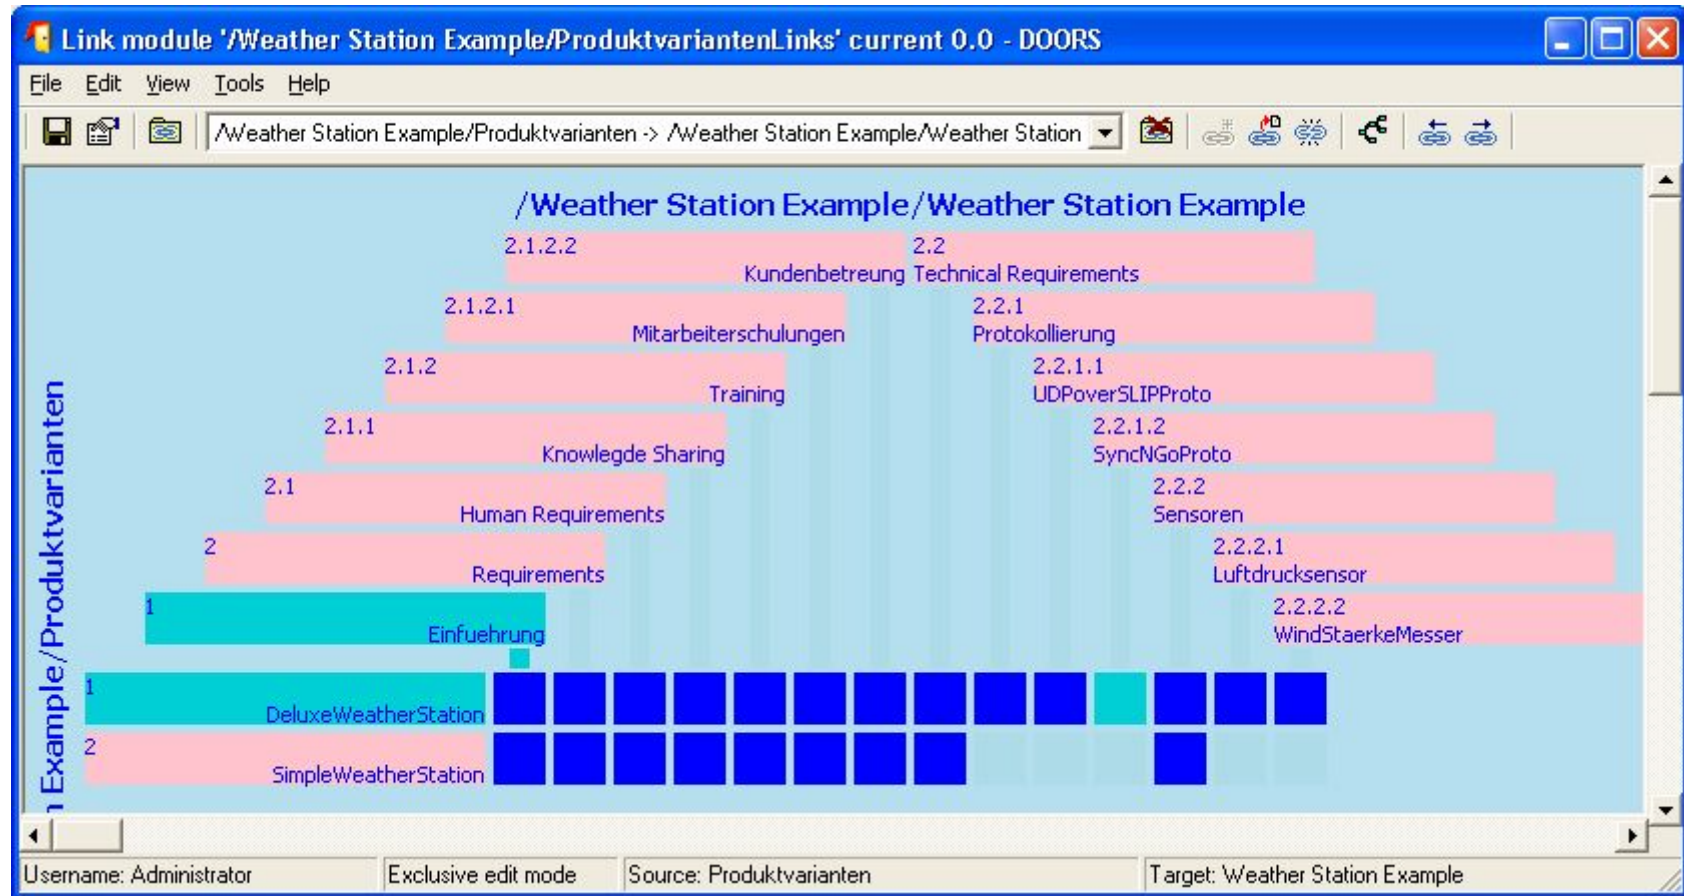 Link module '/Weather Station Example/ProduktvariantenLinks' current 0.0 - DOORS
File Edit View Tools Help
/Weather Station Example/Produktvarianten -> /Weather Station Example/Weather Station
/Weather Station Example/Weather Station Example
2.1.2.2
Kundenbetreung
2.2
Technical Requirements
2.1.2.1
Mitarbeiterschulungen
2.2.1
Protokollierung
2.1.2
Training
2.2.1.1
UDPoverSLIPProto
2.1.1
Knowlegde Sharing
2.2.1.2
SyncNGoProto
2.1
Human Requirements
2.2.2
Sensoren
2
Requirements
2.2.2.1
Luftdrucksensor
1
Einfuehrung
2.2.2.2
WindStaerkeMesser
1
DeluxeWeatherStation
2
SimpleWeatherStation
n Example/Produktvarianten
Username: Administrator
Exclusive edit mode
Source: Produktvarianten
Target: Weather Station Example